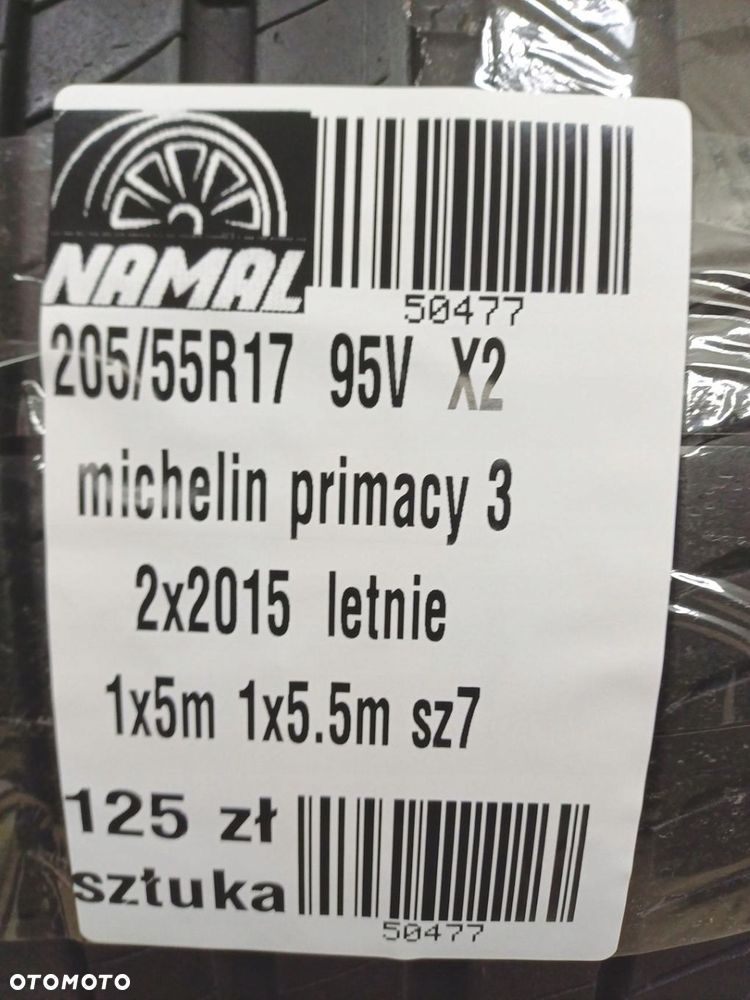 NAMAL
50477
205/55R17 95V X2
michelin primacy 3
2x2015 letnie
1x5m 1x5.5m sz7
125 zł
sztuka
50477
OTOMOTO